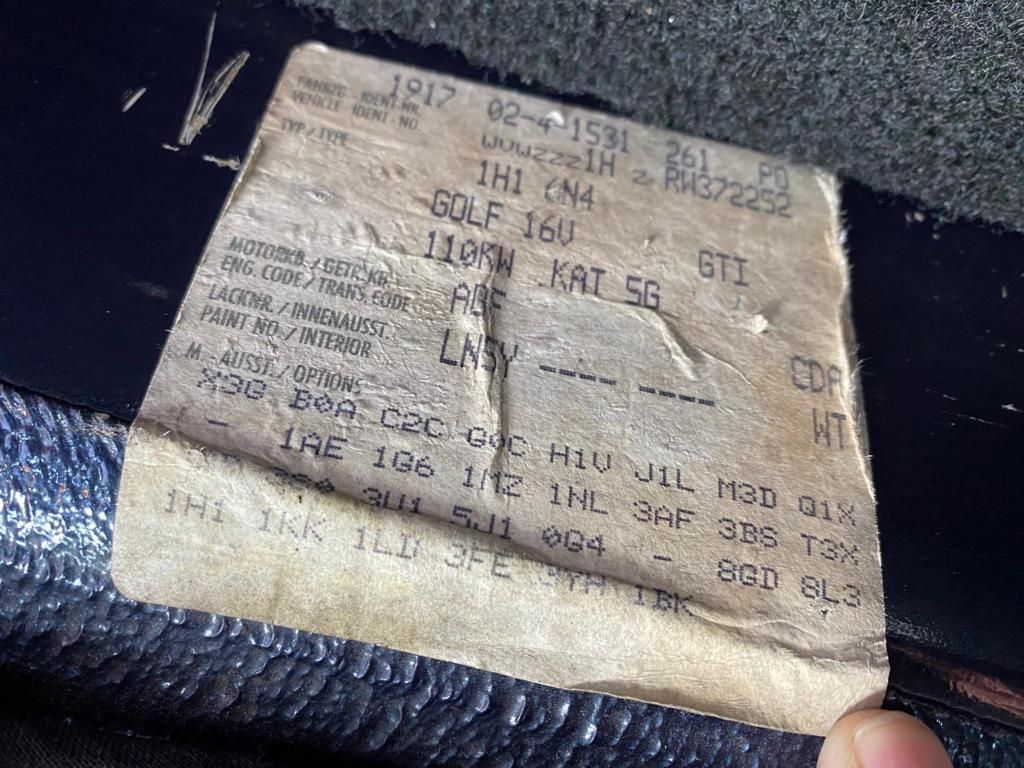 1917 02-4-1531 261 PO
FAHRZG. IDENT-NR.
VEHICLE IDENT. NO. WVWZZZ1H Z RW372252
TYP / TYPE 1H1 6N4
GOLF 16V GTI
110KW KAT 5G
MOTORKB. / GETR. KB.
ENG. CODE / TRANS. CODE ABF CDA
LACKNR. / INNENAUSST.
PAINT NO. / INTERIOR LN5Y ---- ---- WT
M. - AUSST. / OPTIONS
X3G B0A C2C G0C H1V J1L M3D Q1X
- 1AE 1G6 1MZ 1NL 3AF 3BS T3X
3U1 5J1 0G4 - 8GD 8L3
1H1 1KK 1LD 3FE 1BK